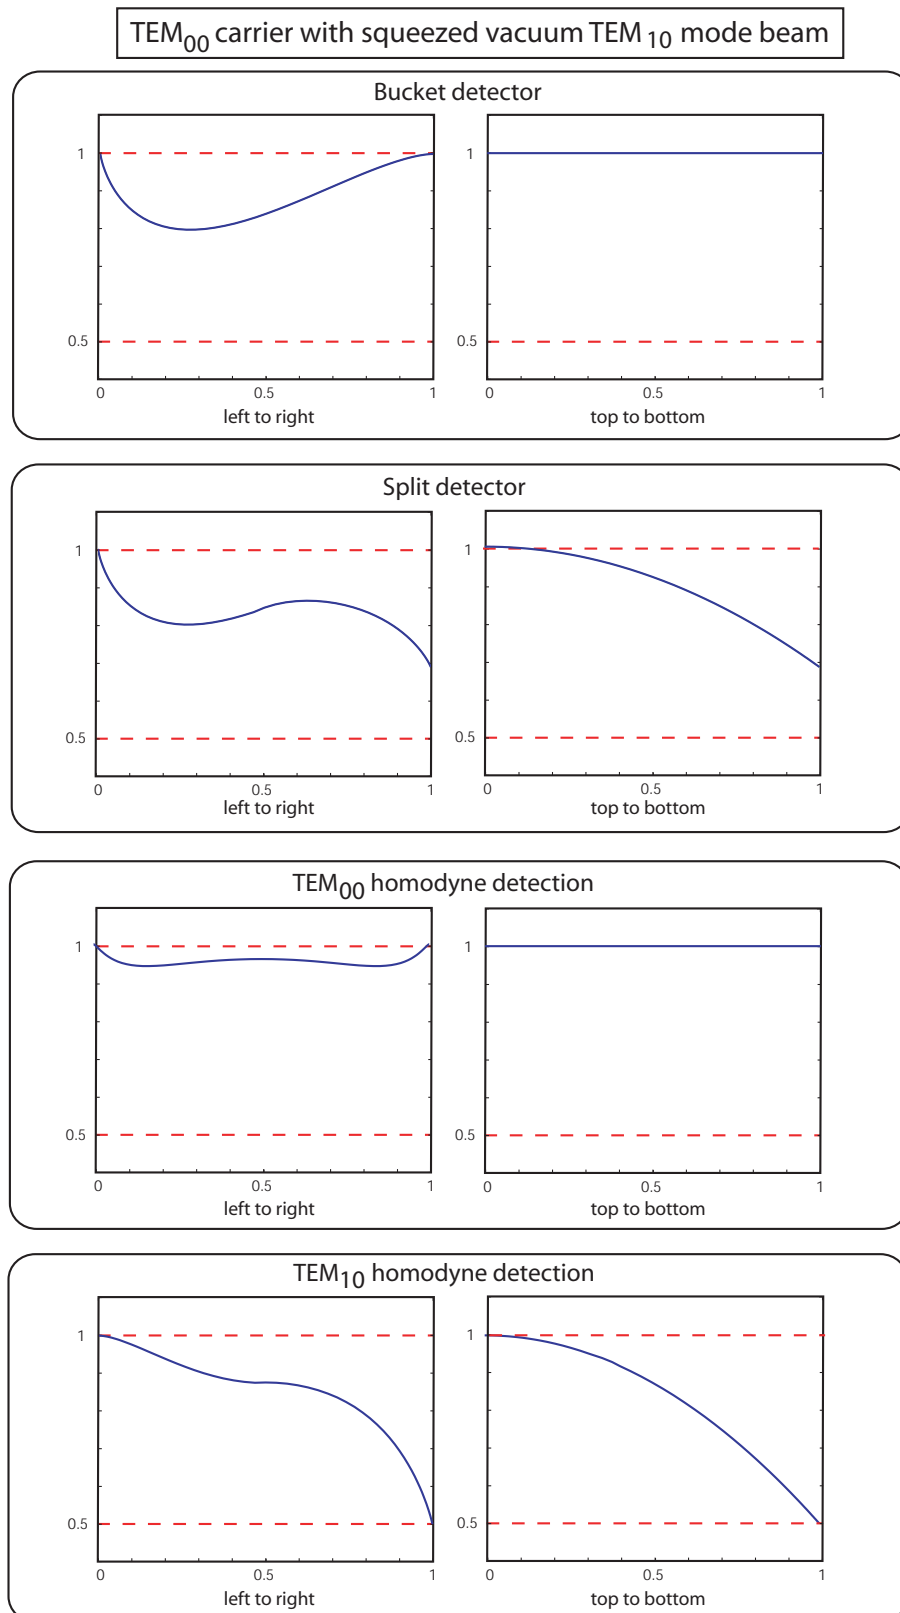 TEM00 carrier with squeezed vacuum TEM10 mode beam
Bucket detector
1
0.5
0 0.5 1
left to right
1
0.5
0 0.5 1
top to bottom
Split detector
1
0.5
0 0.5 1
left to right
1
0.5
0 0.5 1
top to bottom
TEM00 homodyne detection
1
0.5
0 0.5 1
left to right
1
0.5
0 0.5 1
top to bottom
TEM10 homodyne detection
1
0.5
0 0.5 1
left to right
1
0.5
0 0.5 1
top to bottom